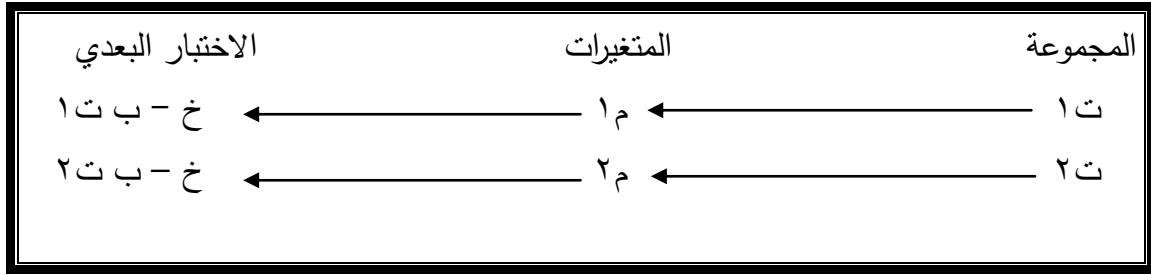 المجموعة المتغيرات الاختبار البعدي
ت١ م١ خ – ب ت١
ت٢ م٢ خ – ب ت٢